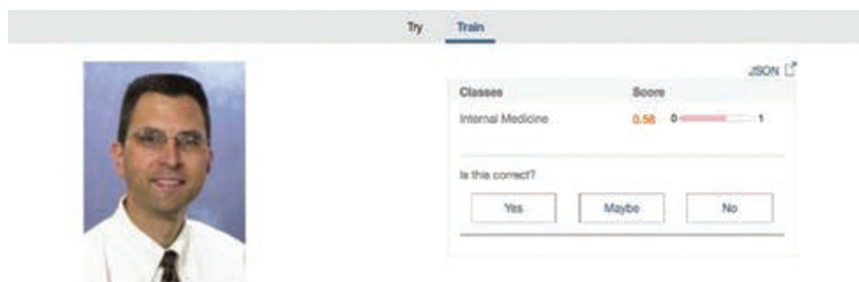 Try Train
JSON
Classes Score
Internal Medicine 0.56 0 1
Is this correct?
Yes Maybe No